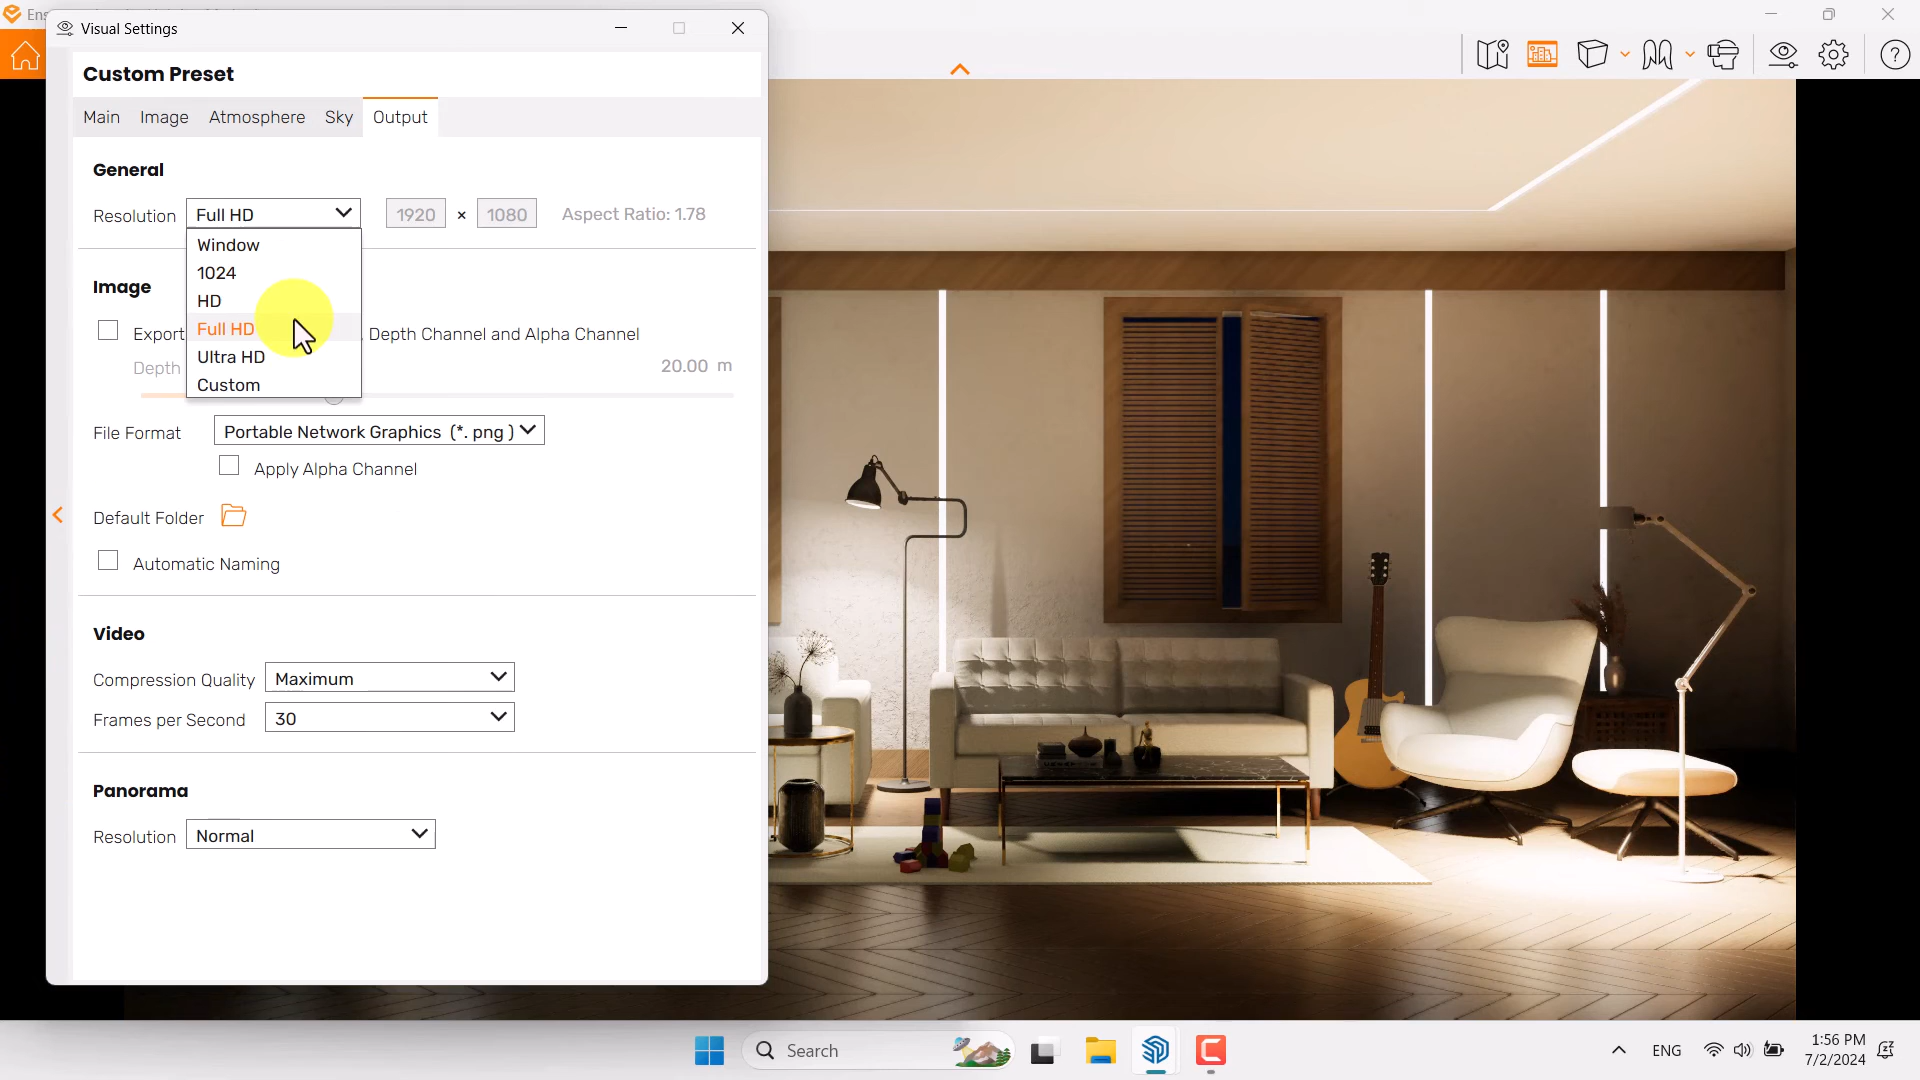 Ens
Visual Settings
Custom Preset
Main Image Atmosphere Sky Output
General
Resolution Full HD 1920 × 1080 Aspect Ratio: 1.78
Window
1024
HD
Full HD
Ultra HD
Custom
Image
Export , Depth Channel and Alpha Channel
Depth 20.00 m
File Format Portable Network Graphics (*. png )
Apply Alpha Channel
Default Folder
Automatic Naming
Video
Compression Quality Maximum
Frames per Second 30
Panorama
Resolution Normal
Search
ENG
1:56 PM
7/2/2024